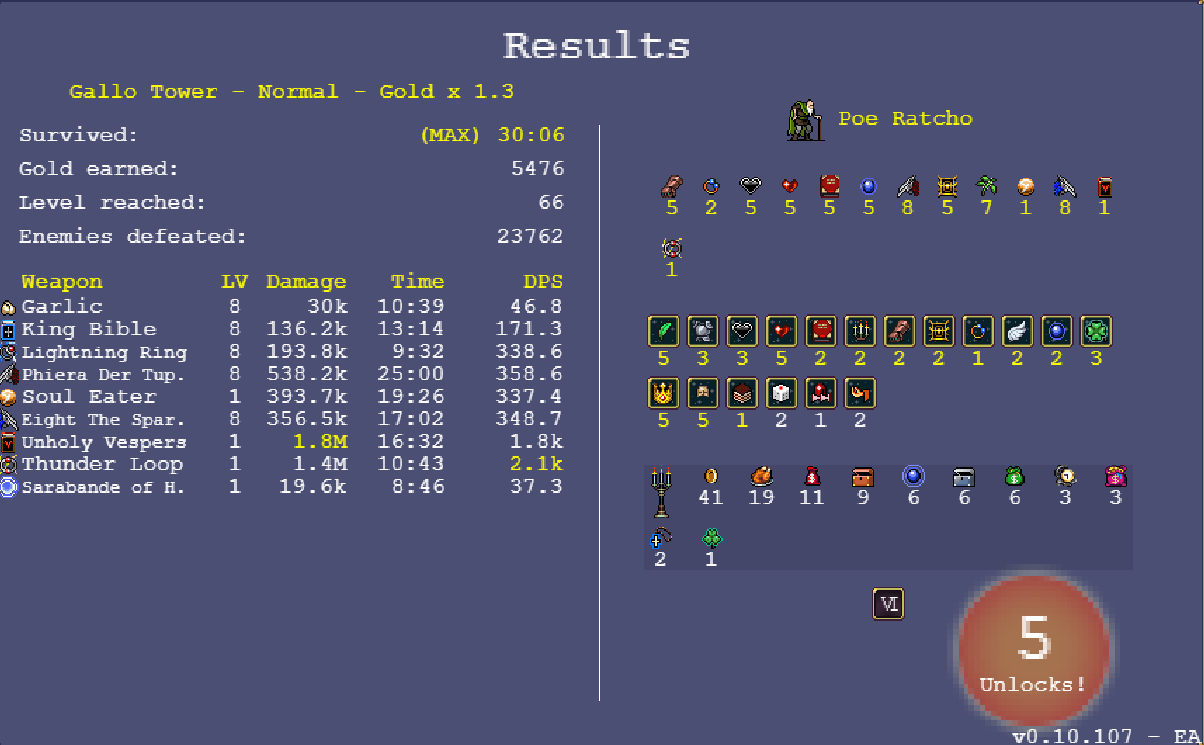 Results
Gallo Tower - Normal - Gold x 1.3
Survived: (MAX) 30:06
Gold earned: 5476
Level reached: 66
Enemies defeated: 23762
Weapon LV Damage Time DPS
Garlic 8 30k 10:39 46.8
King Bible 8 136.2k 13:14 171.3
Lightning Ring 8 193.8k 9:32 338.6
Phiera Der Tup. 8 538.2k 25:00 358.6
Soul Eater 1 393.7k 19:26 337.4
Eight The Spar. 8 356.5k 17:02 348.7
Unholy Vespers 1 1.8M 16:32 1.8k
Thunder Loop 1 1.4M 10:43 2.1k
Sarabande of H. 1 19.6k 8:46 37.3
Poe Ratcho
5 2 5 5 5 5 8 5 7 1 8 1
1
5 3 3 5 2 2 2 2 1 2 2 3
5 5 1 2 1 2
41 19 11 9 6 6 6 3 3
2 1
VI
5
Unlocks!
v0.10.107 - EA